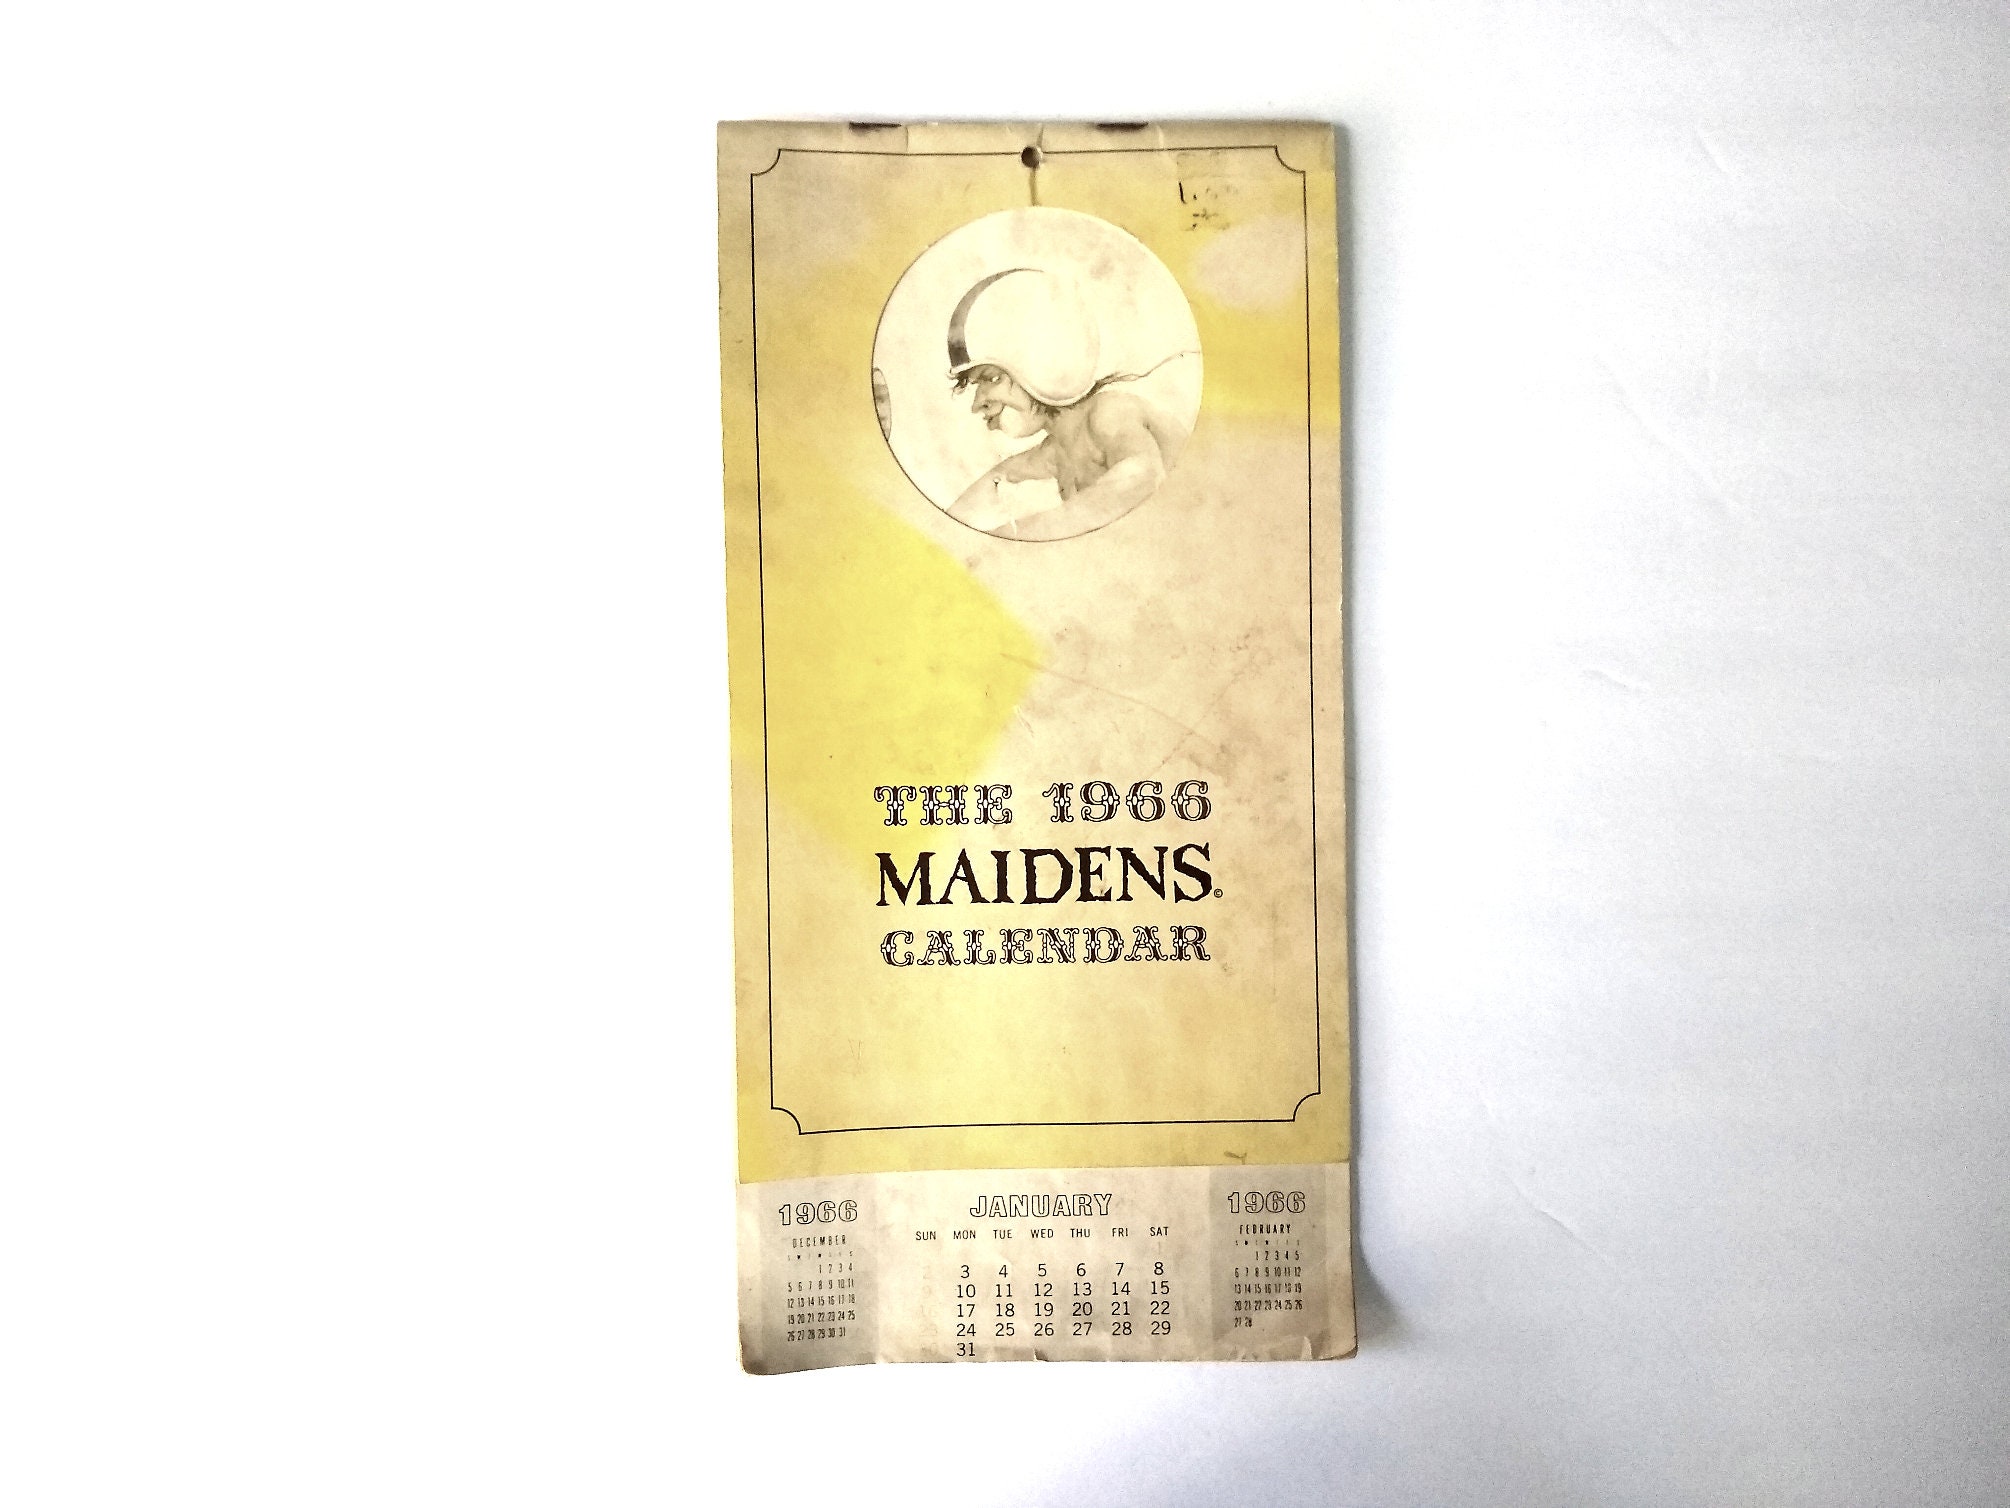 THE 1966
MAIDENS©
CALENDAR
1966
DECEMBER
S M T W T F S
1 2 3 4
5 6 7 8 9 10 11
12 13 14 15 16 17 18
19 20 21 22 23 24 25
26 27 28 29 30 31
JANUARY
SUN MON TUE WED THU FRI SAT
3 4 5 6 7 8
10 11 12 13 14 15
17 18 19 20 21 22
24 25 26 27 28 29
31
1966
FEBRUARY
S M T W T F S
1 2 3 4 5
6 7 8 9 10 11 12
13 14 15 16 17 18 19
20 21 22 23 24 25 26
27 28